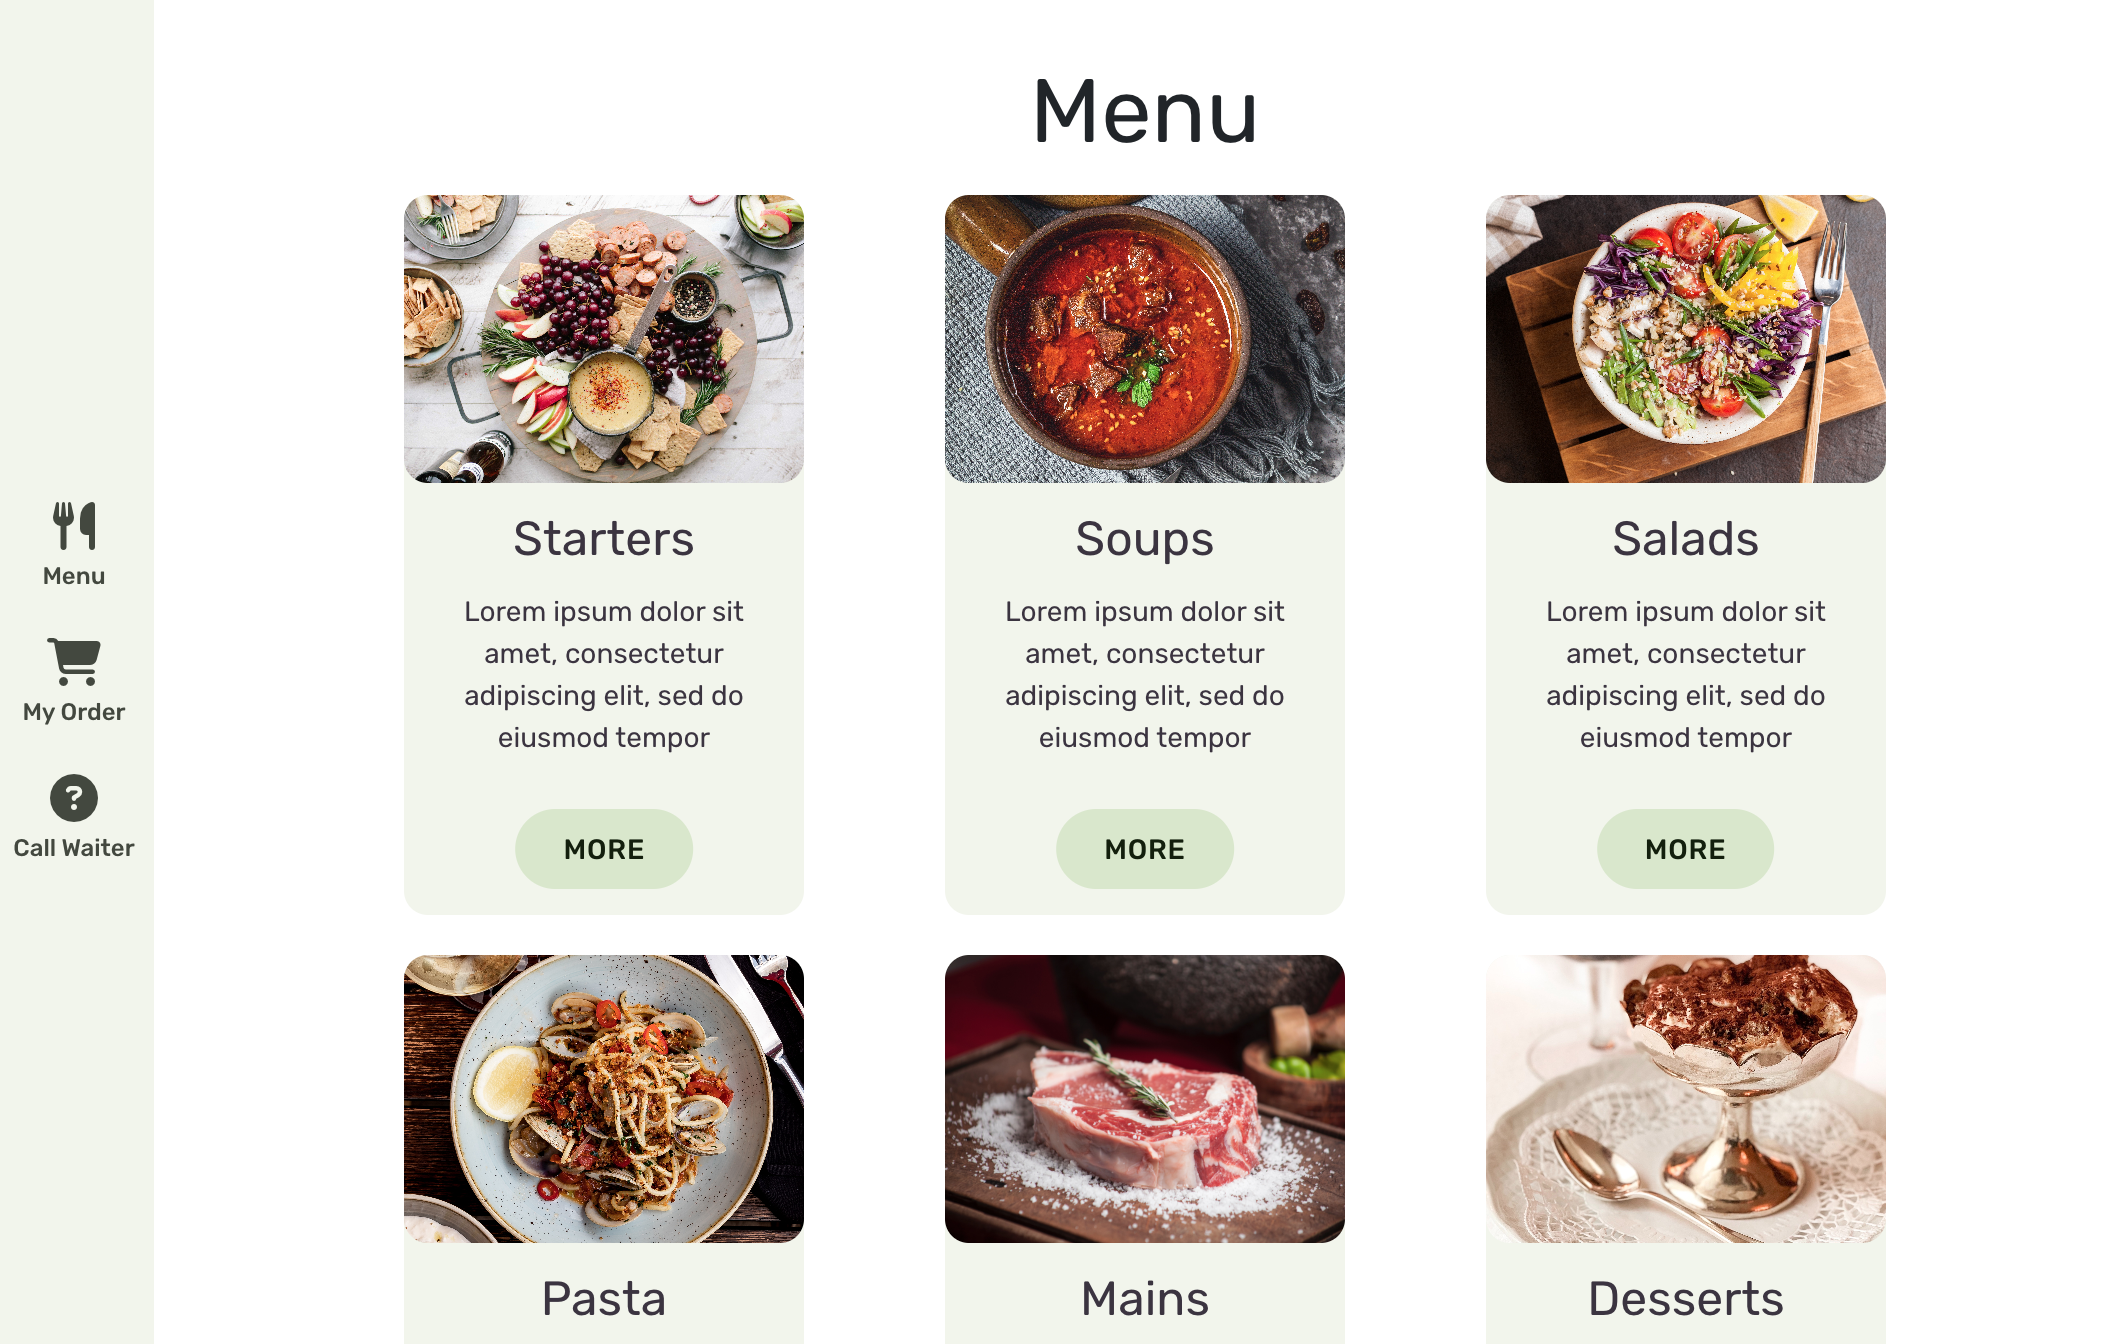 Menu
Menu
My Order
?
Call Waiter
Starters
Lorem ipsum dolor sit
amet, consectetur
adipiscing elit, sed do
eiusmod tempor
MORE
Soups
Lorem ipsum dolor sit
amet, consectetur
adipiscing elit, sed do
eiusmod tempor
MORE
Salads
Lorem ipsum dolor sit
amet, consectetur
adipiscing elit, sed do
eiusmod tempor
MORE
Pasta
Mains
Desserts